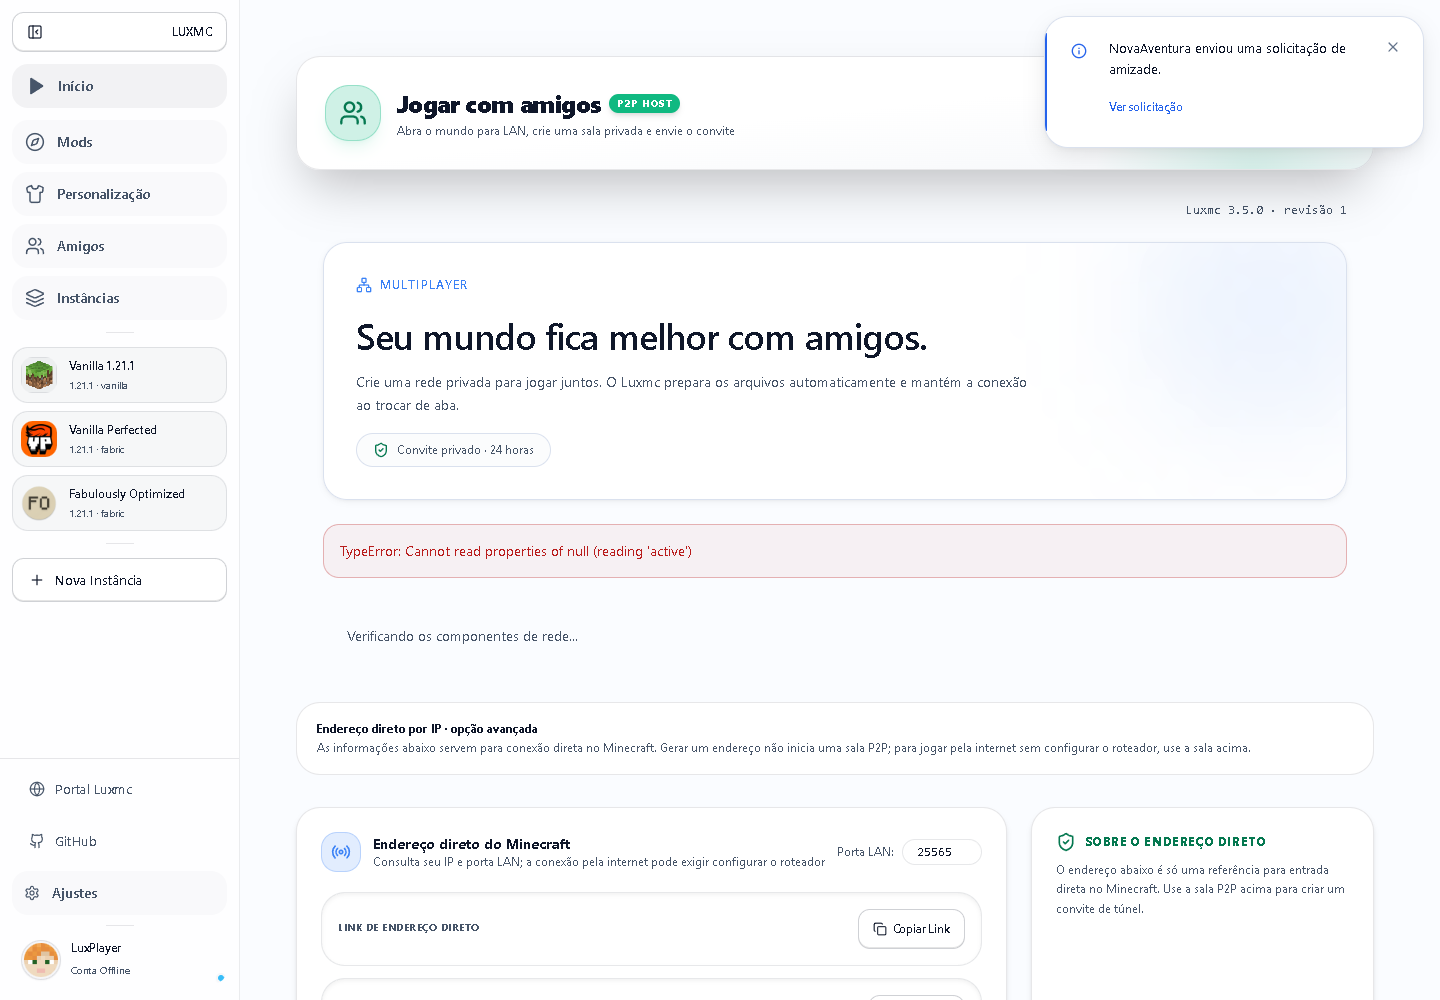 LUXMC
Início
Mods
Personalização
Amigos
Instâncias
Vanilla 1.21.1
1.21.1 · vanilla
Vanilla Perfected
1.21.1 · fabric
Fabulously Optimized
1.21.1 · fabric
Nova Instância
Portal Luxmc
GitHub
Ajustes
LuxPlayer
Conta Offline
Jogar com amigos P2P HOST
Abra o mundo para LAN, crie uma sala privada e envie o convite
NovaAventura enviou uma solicitação de
amizade.
Ver solicitação
Luxmc 3.5.0 · revisão 1
MULTIPLAYER
Seu mundo fica melhor com amigos.
Crie uma rede privada para jogar juntos. O Luxmc prepara os arquivos automaticamente e mantém a conexão
ao trocar de aba.
Convite privado · 24 horas
TypeError: Cannot read properties of null (reading 'active')
Verificando os componentes de rede...
Endereço direto por IP · opção avançada
As informações abaixo servem para conexão direta no Minecraft. Gerar um endereço não inicia uma sala P2P; para jogar pela internet sem configurar o roteador, use a sala acima.
Endereço direto do Minecraft
Consulta seu IP e porta LAN; a conexão pela internet pode exigir configurar o roteador
Porta LAN: 25565
LINK DE ENDEREÇO DIRETO
Copiar Link
SOBRE O ENDEREÇO DIRETO
O endereço abaixo é só uma referência para entrada
direta no Minecraft. Use a sala P2P acima para criar um
convite de túnel.